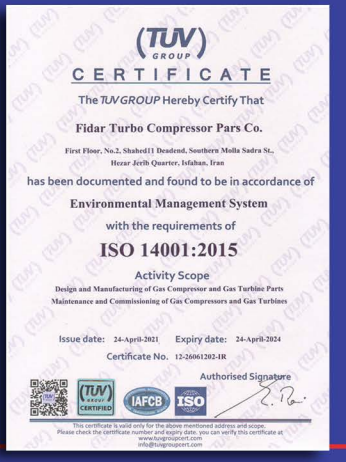 (TUV)
GROUP
CERTIFICATE
The TUV GROUP Hereby Certify That
Fidar Turbo Compressor Pars Co.
First Floor, No.2, Shahed11 Deadend, Southern Molla Sadra St.,
Hezar Jerib Quarter, Isfahan, Iran
has been documented and found to be in accordance of
Environmental Management System
with the requirements of
ISO 14001:2015
Activity Scope
Design and Manufacturing of Gas Compressor and Gas Turbine Parts
Maintenance and Commissioning of Gas Compressors and Gas Turbines
Issue date: 24-April-2021 Expiry date: 24-April-2024
Certificate No. 12-26061202-IR
Authorised Signature
(TUV)
GROUP
CERTIFIED
IAFCB
ISO
This certificate is valid only for the above mentioned address and scope.
Please check the certificate number and expiry date. you can verify this certificate at
www.tuvgroupcert.com
info@tuvgroupcert.com